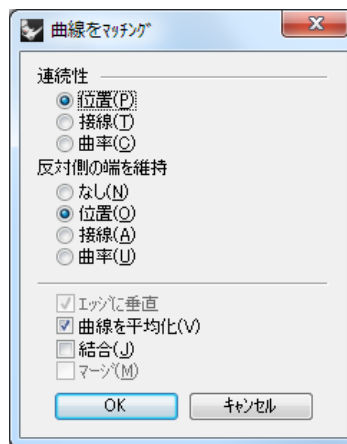 曲線をﾏｯﾁﾝｸﾞ
連続性
位置(P)
接線(T)
曲率(C)
反対側の端を維持
なし(N)
位置(O)
接線(A)
曲率(U)
ｴｯｼﾞに垂直
曲線を平均化(V)
結合(J)
ﾏｰｼﾞ(M)
OK
ｷｬﾝｾﾙ